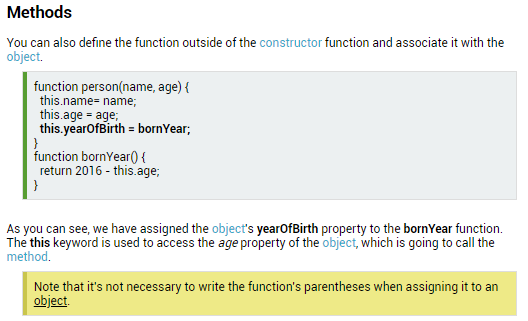 Methods
You can also define the function outside of the constructor function and associate it with the
object.
function person(name, age) {
this.name= name;
this.age = age;
this.yearOfBirth = bornYear;
}
function bornYear() {
return 2016 - this.age;
}
As you can see, we have assigned the object's yearOfBirth property to the bornYear function.
The this keyword is used to access the age property of the object, which is going to call the
method.
Note that it's not necessary to write the function's parentheses when assigning it to an
object.